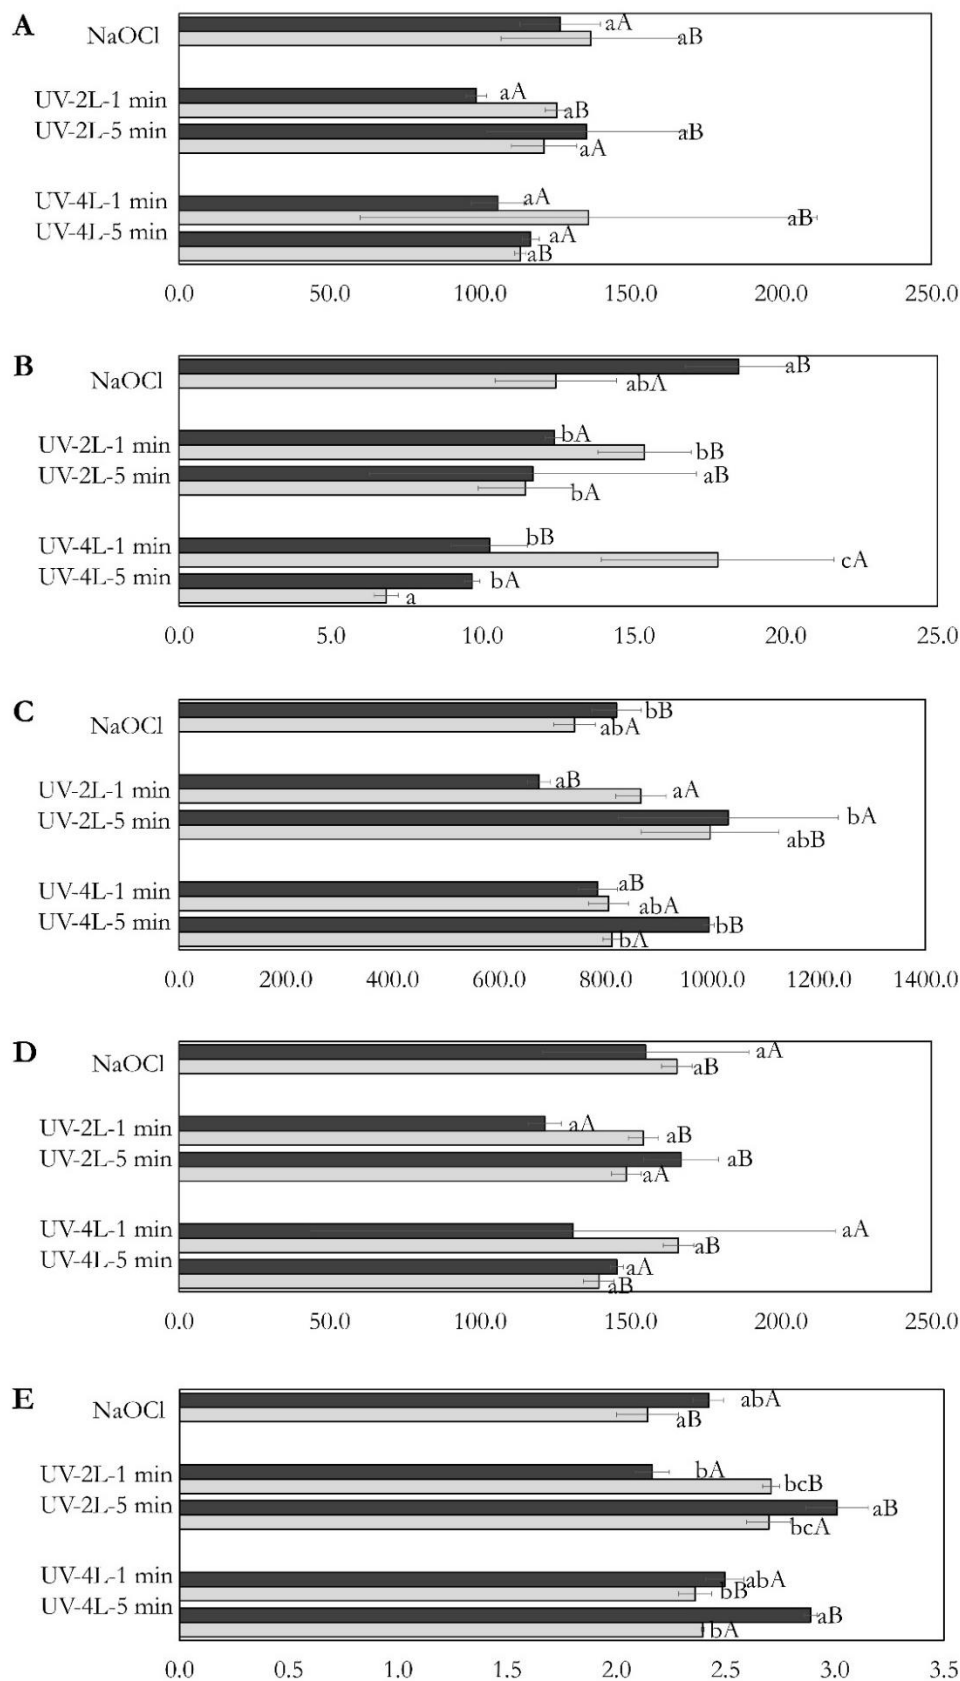 A
NaOCl
aA
aB
UV-2L-1 min
aA
aB
UV-2L-5 min
aB
aA
UV-4L-1 min
aA
aB
UV-4L-5 min
aA
aB
0.0 50.0 100.0 150.0 200.0 250.0
B
NaOCl
aB
abA
UV-2L-1 min
bA
bB
UV-2L-5 min
aB
bA
UV-4L-1 min
bB
cA
UV-4L-5 min
bA
a
0.0 5.0 10.0 15.0 20.0 25.0
C
NaOCl
bB
abA
UV-2L-1 min
aB
aA
UV-2L-5 min
bA
abB
UV-4L-1 min
aB
abA
UV-4L-5 min
bB
bA
0.0 200.0 400.0 600.0 800.0 1000.0 1200.0 1400.0
D
NaOCl
aA
aB
UV-2L-1 min
aA
aB
UV-2L-5 min
aB
aA
UV-4L-1 min
aA
aB
UV-4L-5 min
aA
aB
0.0 50.0 100.0 150.0 200.0 250.0
E
NaOCl
abA
aB
UV-2L-1 min
bA
bcB
UV-2L-5 min
aB
bcA
UV-4L-1 min
abA
bB
UV-4L-5 min
aB
bA
0.0 0.5 1.0 1.5 2.0 2.5 3.0 3.5